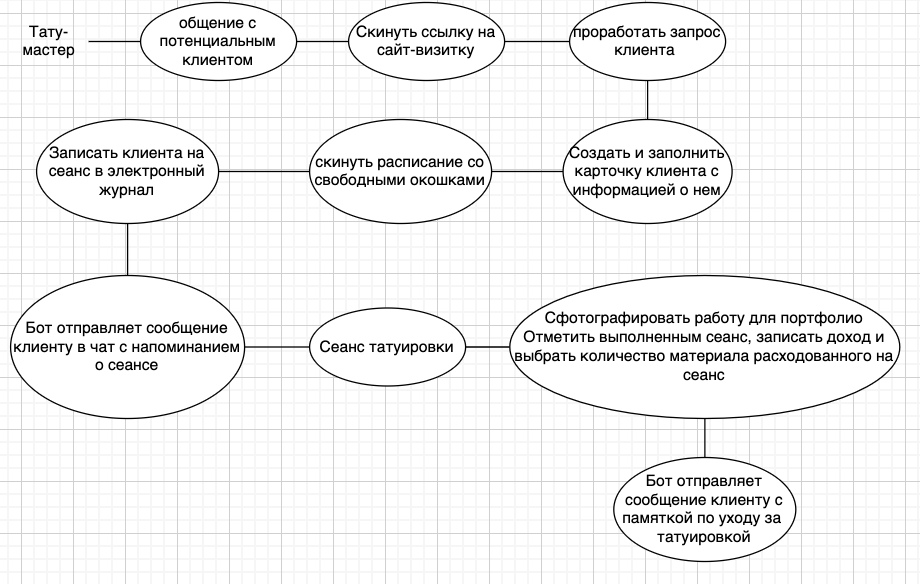 Тату-
мастер
общение с
потенциальным
клиентом
Скинуть ссылку на
сайт-визитку
проработать запрос
клиента
Создать и заполнить
карточку клиента с
информацией о нем
скинуть расписание со
свободными окошками
Записать клиента на
сеанс в электронный
журнал
Бот отправляет сообщение
клиенту в чат с напоминанием
о сеансе
Сеанс татуировки
Сфотографировать работу для портфолио
Отметить выполненным сеанс, записать доход и
выбрать количество материала расходованного на
сеанс
Бот отправляет
сообщение клиенту с
памяткой по уходу за
татуировкой